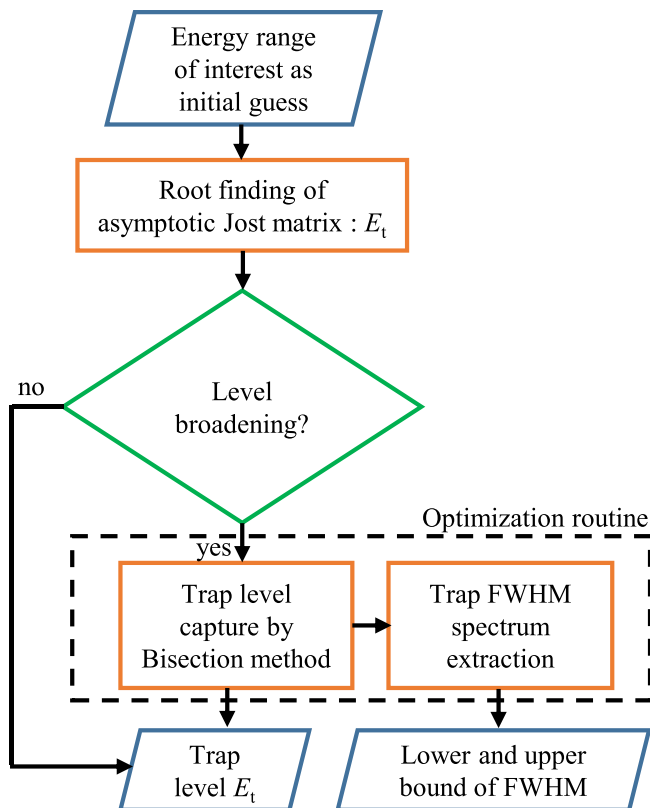 Energy range
of interest as
initial guess
Root finding of
asymptotic Jost matrix : Et
no
Level
broadening?
Optimization routine
yes
Trap level
capture by
Bisection method
Trap FWHM
spectrum
extraction
Trap
level Et
Lower and upper
bound of FWHM